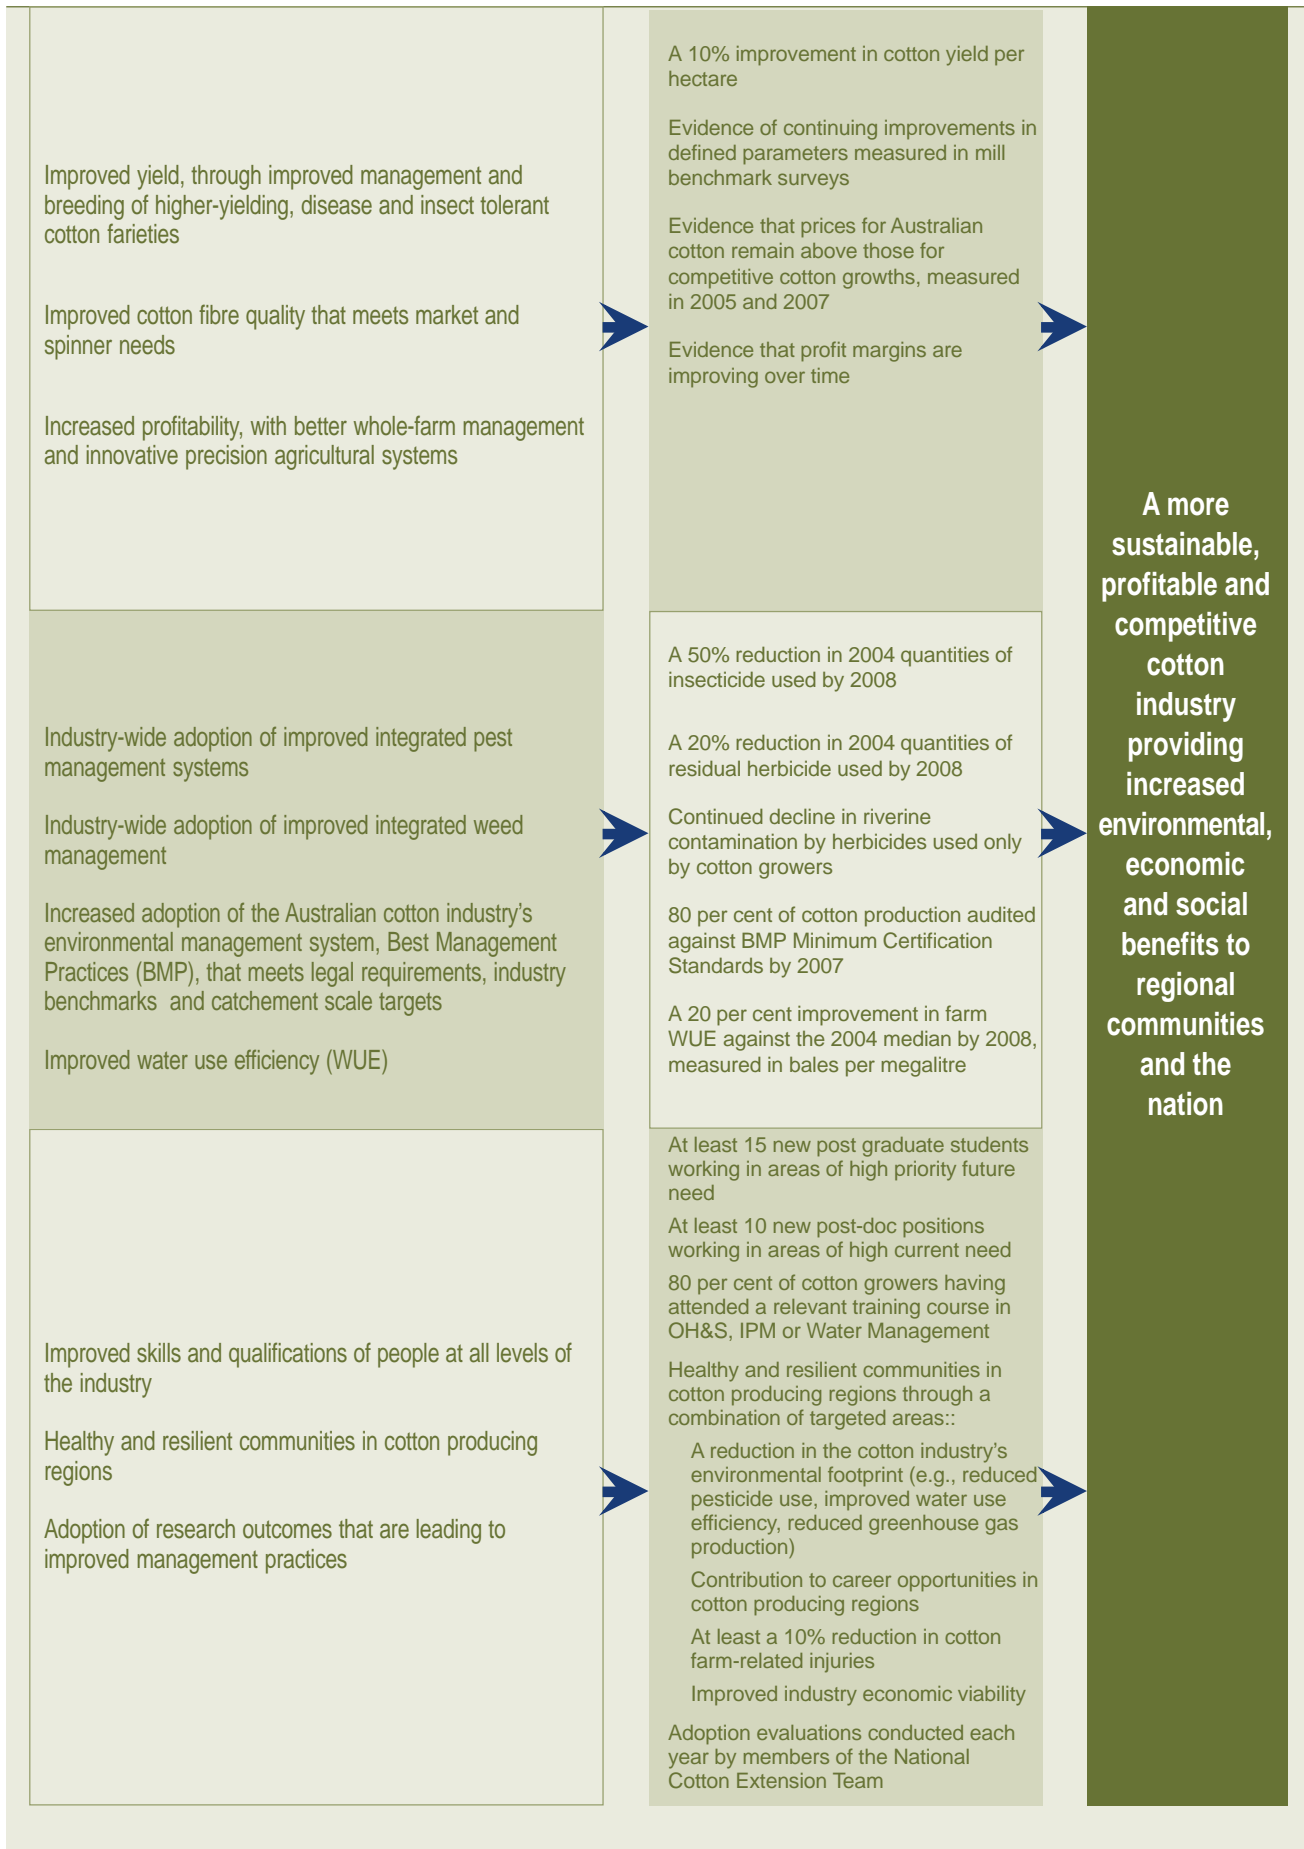 Improved yield, through improved management and
breeding of higher-yielding, disease and insect tolerant
cotton farieties
Improved cotton fibre quality that meets market and
spinner needs
Increased profitability, with better whole-farm management
and innovative precision agricultural systems
A 10% improvement in cotton yield per
hectare
Evidence of continuing improvements in
defined parameters measured in mill
benchmark surveys
Evidence that prices for Australian
cotton remain above those for
competitive cotton growths, measured
in 2005 and 2007
Evidence that profit margins are
improving over time
Industry-wide adoption of improved integrated pest
management systems
Industry-wide adoption of improved integrated weed
management
Increased adoption of the Australian cotton industry's
environmental management system, Best Management
Practices (BMP), that meets legal requirements, industry
benchmarks  and catchement scale targets
Improved water use efficiency (WUE)
A 50% reduction in 2004 quantities of
insecticide used by 2008
A 20% reduction in 2004 quantities of
residual herbicide used by 2008
Continued decline in riverine
contamination by herbicides used only
by cotton growers
80 per cent of cotton production audited
against BMP Minimum Certification
Standards by 2007
A 20 per cent improvement in farm
WUE against the 2004 median by 2008,
measured in bales per megalitre
Improved skills and qualifications of people at all levels of
the industry
Healthy and resilient communities in cotton producing
regions
Adoption of research outcomes that are leading to
improved management practices
At least 15 new post graduate students
working in areas of high priority future
need
At least 10 new post-doc positions
working in areas of high current need
80 per cent of cotton growers having
attended a relevant training course in
OH&S, IPM or Water Management
Healthy and resilient communities in
cotton producing regions through a
combination of targeted areas::
A reduction in the cotton industry's
environmental footprint (e.g., reduced
pesticide use, improved water use
efficiency, reduced greenhouse gas
production)
Contribution to career opportunities in
cotton producing regions
At least a 10% reduction in cotton
farm-related injuries
Improved industry economic viability
Adoption evaluations conducted each
year by members of the National
Cotton Extension Team
A more
sustainable,
profitable and
competitive
cotton
industry
providing
increased
environmental,
economic
and social
benefits to
regional
communities
and the
nation